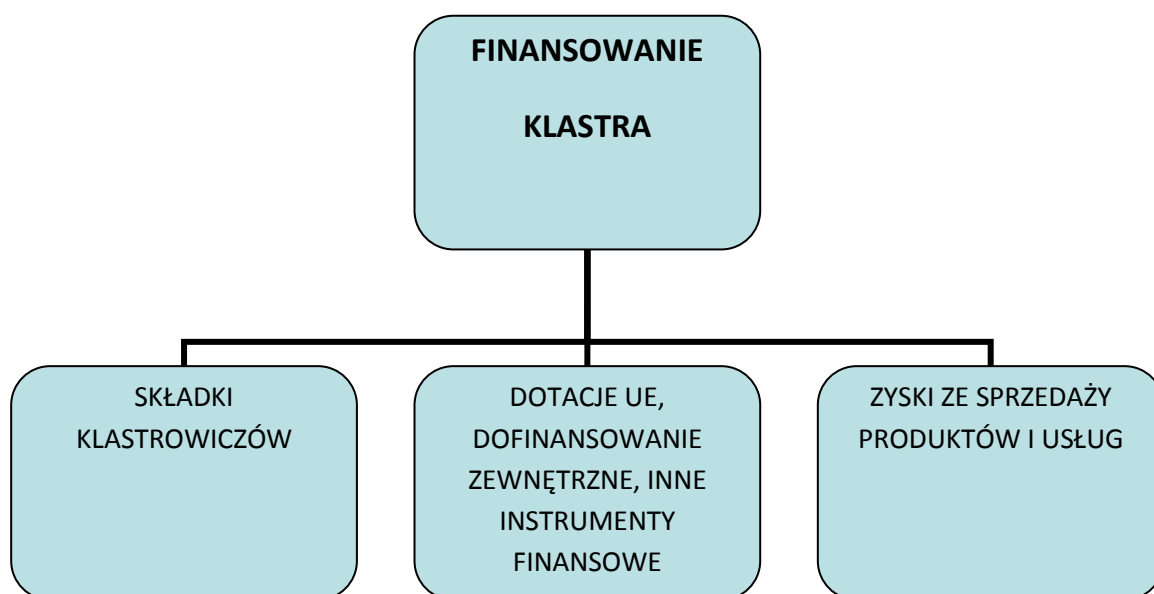 FINANSOWANIE
KLASTRA
SKŁADKI
KLASTROWICZÓW
DOTACJE UE,
DOFINANSOWANIE
ZEWNĘTRZNE, INNE
INSTRUMENTY
FINANSOWE
ZYSKI ZE SPRZEDAŻY
PRODUKTÓW I USŁUG